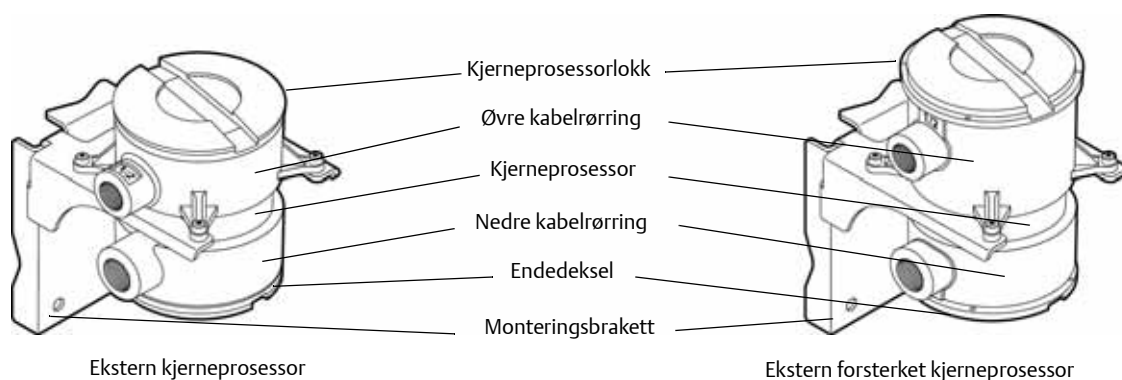 Kjerneprosessorlokk
Øvre kabelrørring
Kjerneprosessor
Nedre kabelrørring
Endedeksel
Monteringsbrakett
Ekstern kjerneprosessor
Ekstern forsterket kjerneprosessor